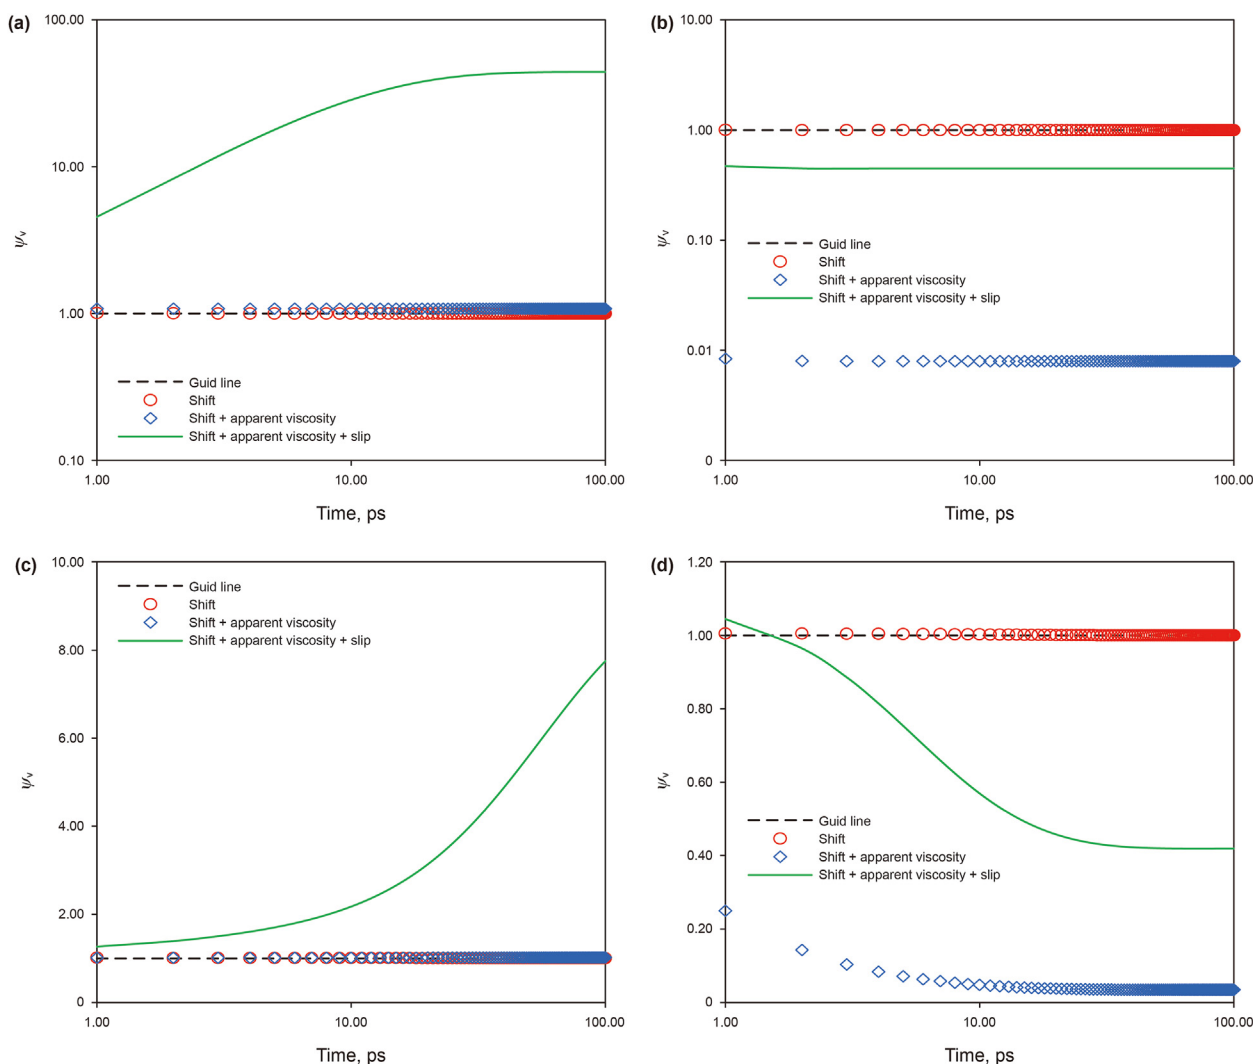 (a)
100.00
10.00
1.00
0.10
ψv
Guid line
Shift
Shift + apparent viscosity
Shift + apparent viscosity + slip
1.00
10.00
100.00
Time, ps
(b)
10.00
1.00
0.10
0.01
0
ψv
Guid line
Shift
Shift + apparent viscosity
Shift + apparent viscosity + slip
1.00
10.00
100.00
Time, ps
(c)
10.00
8.00
6.00
4.00
2.00
0
ψv
Guid line
Shift
Shift + apparent viscosity
Shift + apparent viscosity + slip
1.00
10.00
100.00
Time, ps
(d)
1.20
1.00
0.80
0.60
0.40
0.20
0
ψv
Guid line
Shift
Shift + apparent viscosity
Shift + apparent viscosity + slip
1.00
10.00
100.00
Time, ps